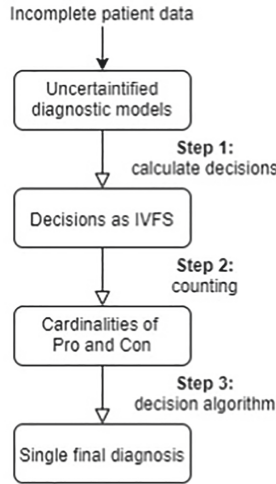 Incomplete patient data
Uncertaintified
diagnostic models
Step 1:
calculate decisions
Decisions as IVFS
Step 2:
counting
Cardinalities of
Pro and Con
Step 3:
decision algorithm
Single final diagnosis